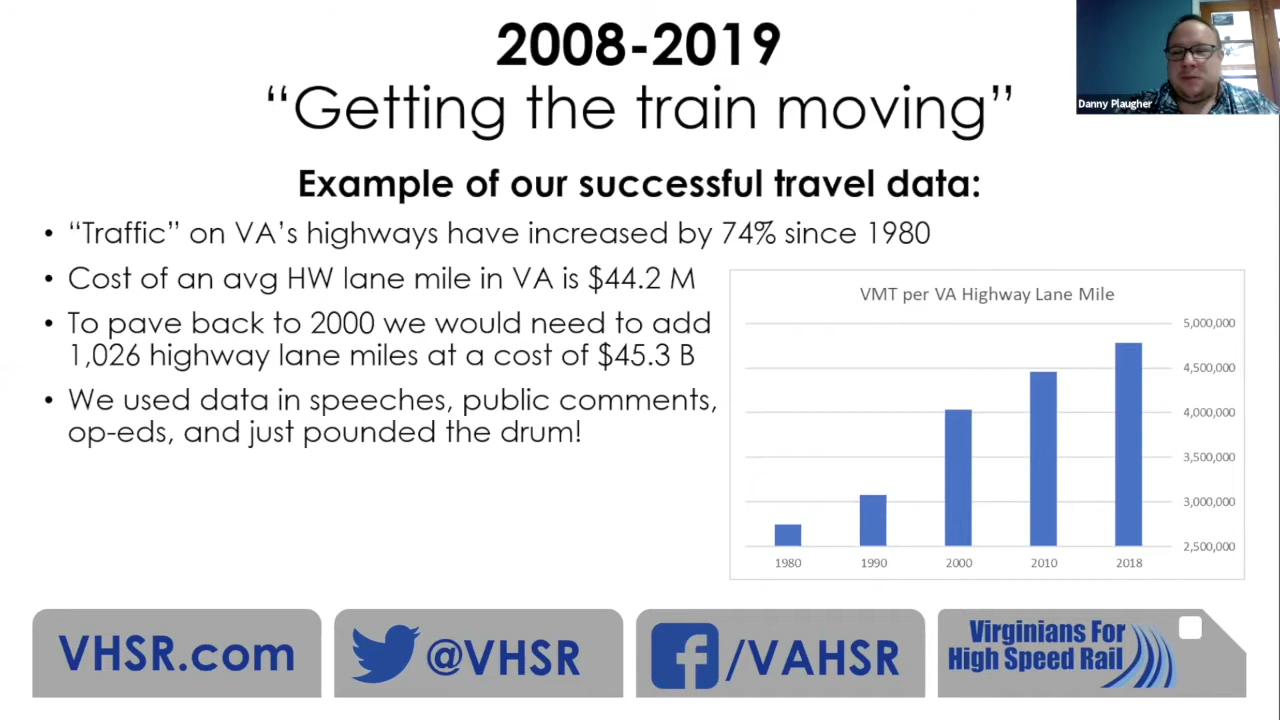 2008-2019
“Getting the train moving”
Danny Plaugher
Example of our successful travel data:
• “Traffic” on VA’s highways have increased by 74% since 1980
• Cost of an avg HW lane mile in VA is $44.2 M
• To pave back to 2000 we would need to add
1,026 highway lane miles at a cost of $45.3 B
• We used data in speeches, public comments,
op-eds, and just pounded the drum!
VMT per VA Highway Lane Mile
5,000,000
4,500,000
4,000,000
3,500,000
3,000,000
2,500,000
1980 1990 2000 2010 2018
VHSR.com
@VHSR
/VAHSR
Virginians For
High Speed Rail